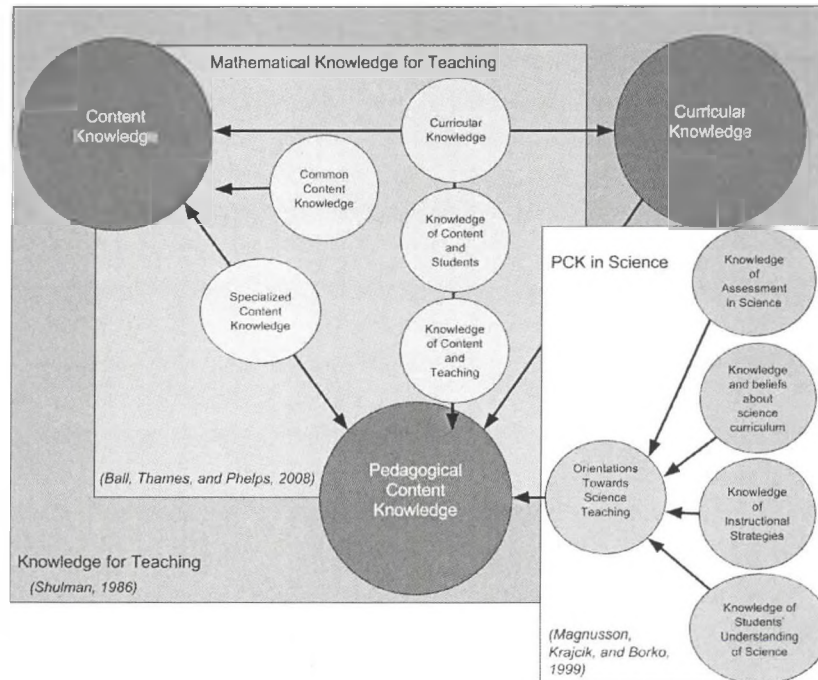 Mathematical Knowledge for Teaching
Content
Knowledg
Curricular
Knowledge
Curricular
Knowledge
Common
Content
Knowledge
Knowledge
of Content
and
Students
Specialized
Content
Knowledge
Knowledge
of Content
and
Teaching
PCK in Science
Knowledge
of
Assessment
in Science
Knowledge
and beliefs
about
science
curriculum
Orientations
Towards
Science
Teaching
Knowledge
of
Instructional
Strategies
Knowledge of
Students'
Understanding
of Science
(Ball, Thames, and Phelps, 2008)
Pedagogical
Content
Knowledge
Knowledge for Teaching
(Shulman, 1986)
(Magnusson,
Krajcik, and Borko,
1999)